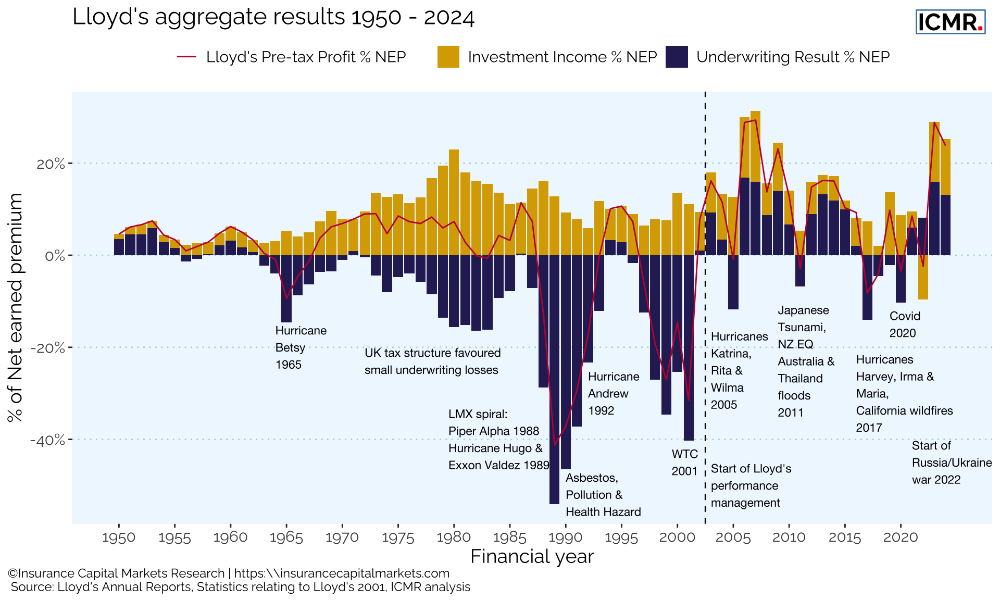 Lloyd's aggregate results 1950 - 2024
ICMR.
Lloyd's Pre-tax Profit % NEP
Investment Income % NEP
Underwriting Result % NEP
% of Net earned premium
20%
0%
-20%
-40%
Hurricane
Betsy
1965
UK tax structure favoured
small underwriting losses
LMX spiral:
Piper Alpha 1988
Hurricane Hugo &
Exxon Valdez 1989
Asbestos,
Pollution &
Health Hazard
Hurricane
Andrew
1992
WTC
2001
Hurricanes
Katrina,
Rita &
Wilma
2005
Start of Lloyd's
performance
management
Japanese
Tsunami,
NZ EQ
Australia &
Thailand
floods
2011
Hurricanes
Harvey, Irma &
Maria,
California wildfires
2017
Covid
2020
Start of
Russia/Ukraine
war 2022
1950 1955 1960 1965 1970 1975 1980 1985 1990 1995 2000 2005 2010 2015 2020
Financial year
©Insurance Capital Markets Research | https:\\insurancecapitalmarkets.com
Source: Lloyd's Annual Reports, Statistics relating to Lloyd's 2001, ICMR analysis